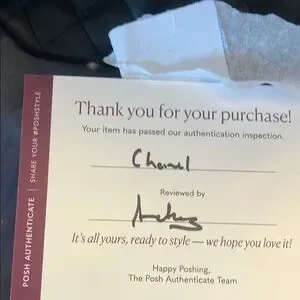 Thank you for your purchase!
Your item has passed our authentication inspection.
Chanel
Reviewed by
It's all yours, ready to style — we hope you love it!
Happy Poshing,
The Posh Authenticate Team
POSH AUTHENTICATE | SHARE YOUR #POSHSTYLE